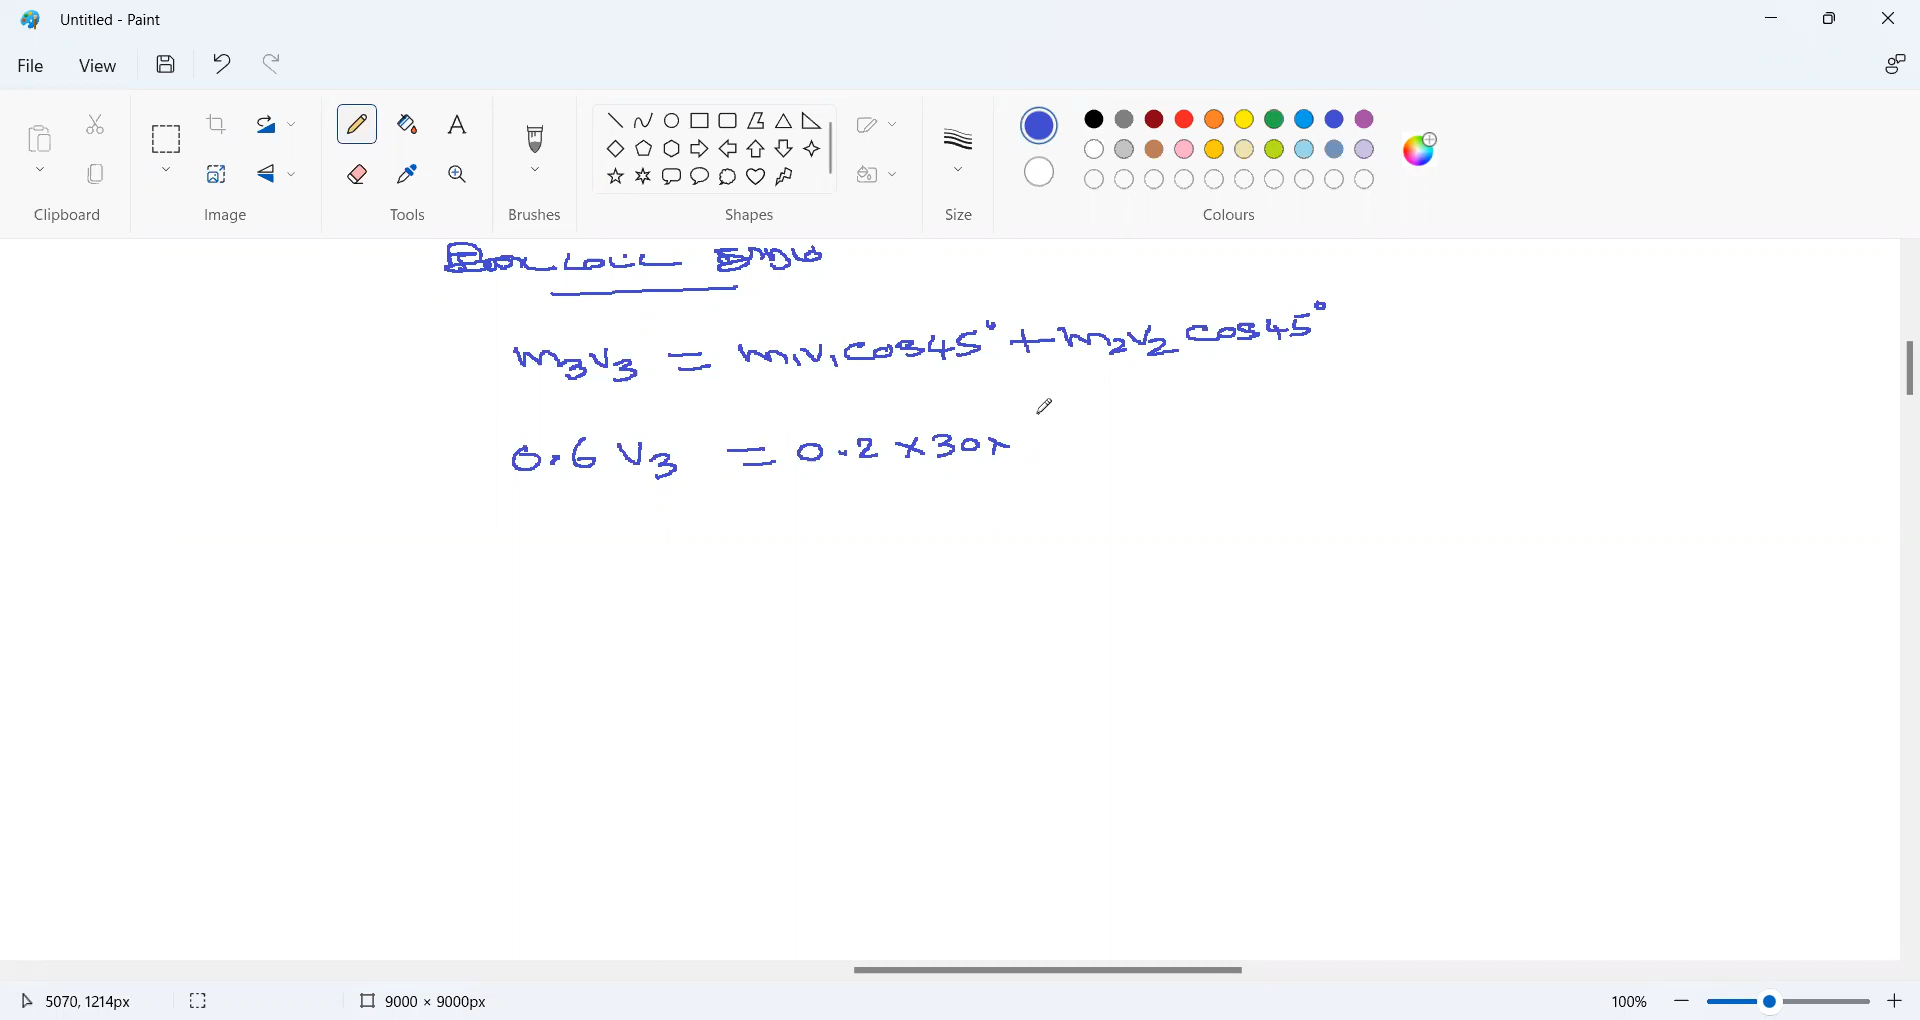 Untitled - Paint
File View
Clipboard Image Tools Brushes Shapes Size Colours
m₃v₃ = m₁v₁cos45° + m₂v₂ cos45°
0.6 v₃ = 0.2 × 30×
5070, 1214px 9000 × 9000px 100%